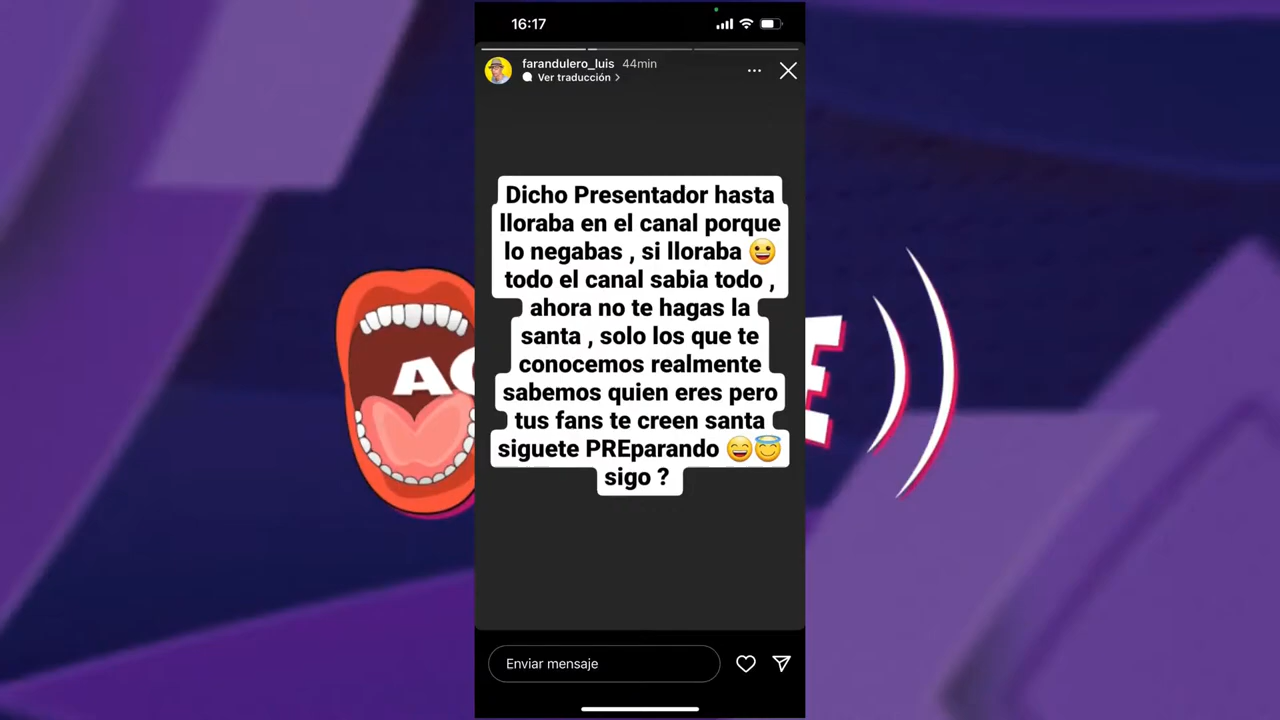 16:17
farandulero_luis 44min
Ver traducción >
Dicho Presentador hasta
lloraba en el canal porque
lo negabas , si lloraba 😀
todo el canal sabia todo ,
ahora no te hagas la
santa , solo los que te
conocemos realmente
sabemos quien eres pero
tus fans te creen santa
siguete PREparando 😄😇
sigo ?
Enviar mensaje